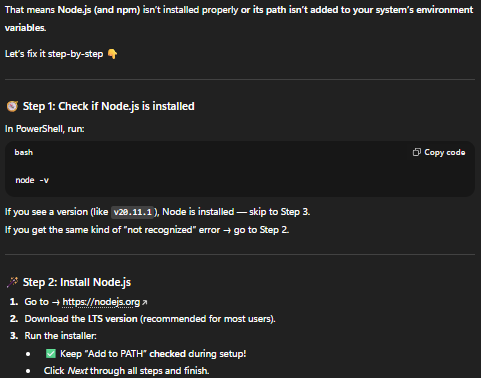 That means Node.js (and npm) isn't installed properly or its path isn't added to your system's environment
variables.
Let's fix it step-by-step 👇
🧭 Step 1: Check if Node.js is installed
In PowerShell, run:
bash Copy code
node -v
If you see a version (like v20.11.1), Node is installed — skip to Step 3.
If you get the same kind of "not recognized" error → go to Step 2.
🪄 Step 2: Install Node.js
1. Go to → https://nodejs.org↗
2. Download the LTS version (recommended for most users).
3. Run the installer:
• ✅ Keep "Add to PATH" checked during setup!
• Click Next through all steps and finish.